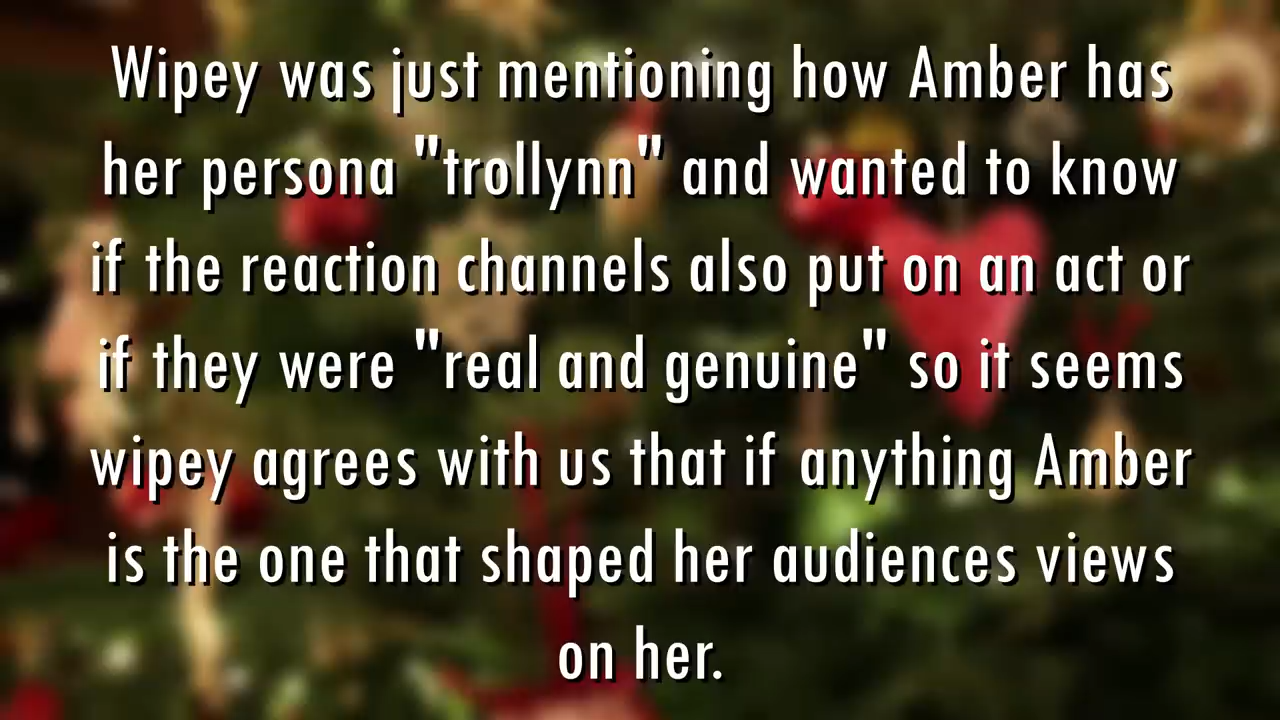 Wipey was just mentioning how Amber has
her persona "trollynn" and wanted to know
if the reaction channels also put on an act or
if they were "real and genuine" so it seems
wipey agrees with us that if anything Amber
is the one that shaped her audiences views
on her.